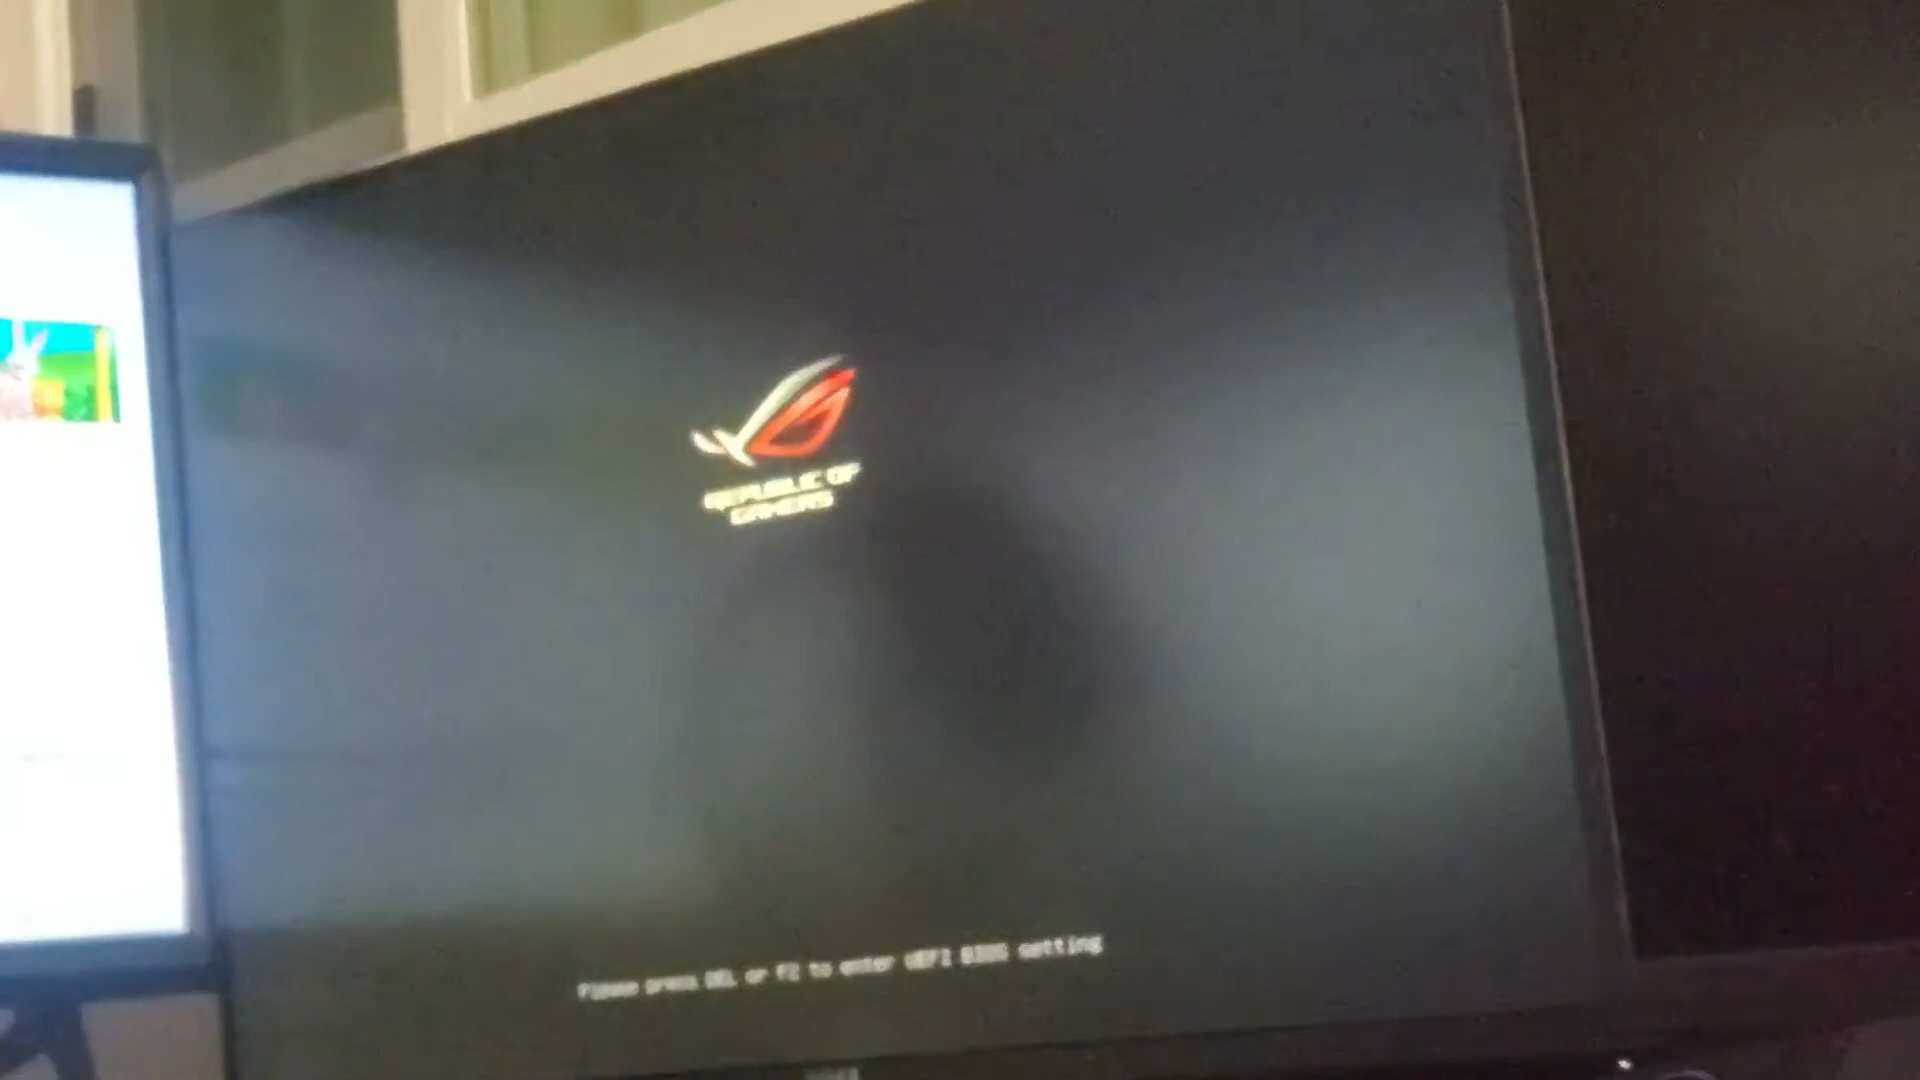 REPUBLIC OF
GAMERS
Please press DEL or F2 to enter UEFI BIOS setting